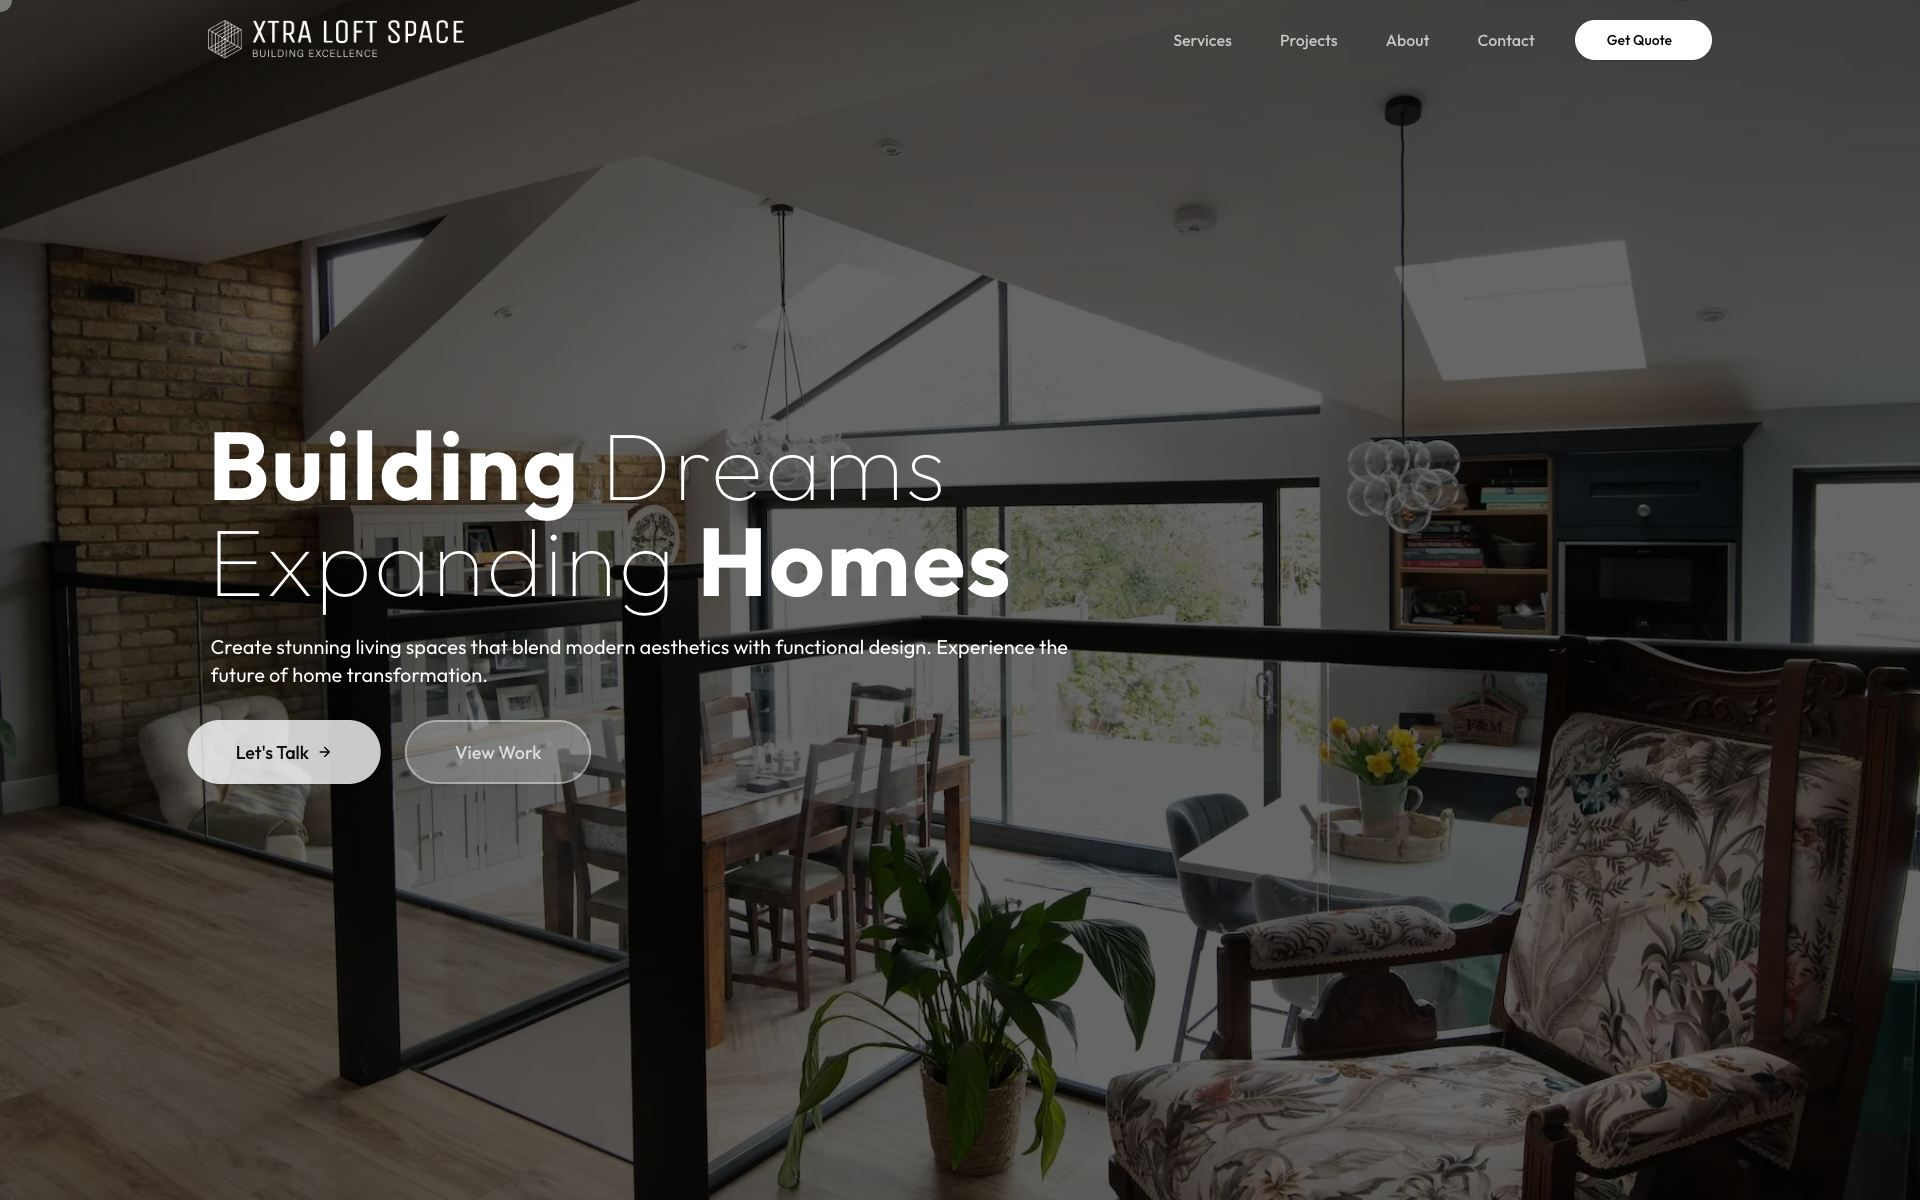 XTRA LOFT SPACE
BUILDING EXCELLENCE
Services
Projects
About
Contact
Get Quote
Building Dreams
Expanding Homes
Create stunning living spaces that blend modern aesthetics with functional design. Experience the
future of home transformation.
Let's Talk →
View Work
F&M